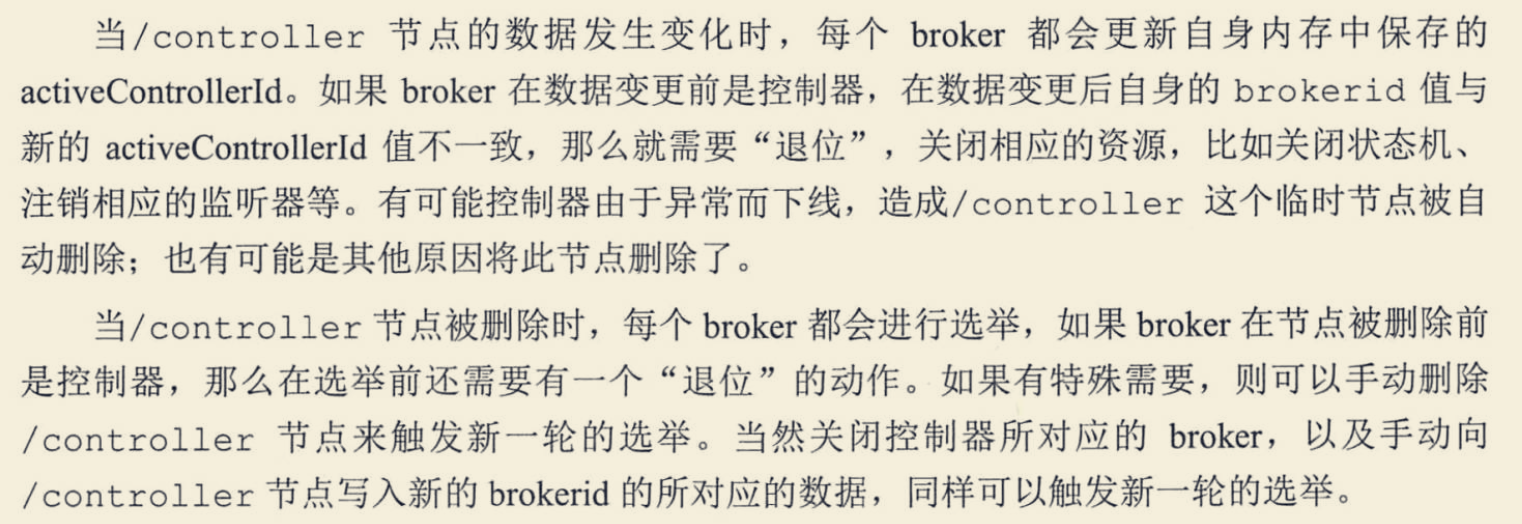 当/controller 节点的数据发生变化时，每个 broker 都会更新自身内存中保存的
activeControllerId。如果 broker 在数据变更前是控制器，在数据变更后自身的 brokerid 值与
新的 activeControllerId 值不一致，那么就需要“退位”，关闭相应的资源，比如关闭状态机、
注销相应的监听器等。有可能控制器由于异常而下线，造成/controller 这个临时节点被自
动删除；也有可能是其他原因将此节点删除了。
当/controller 节点被删除时，每个 broker 都会进行选举，如果 broker 在节点被删除前
是控制器，那么在选举前还需要有一个“退位”的动作。如果有特殊需要，则可以手动删除
/controller 节点来触发新一轮的选举。当然关闭控制器所对应的 broker，以及手动向
/controller 节点写入新的 brokerid 的所对应的数据，同样可以触发新一轮的选举。